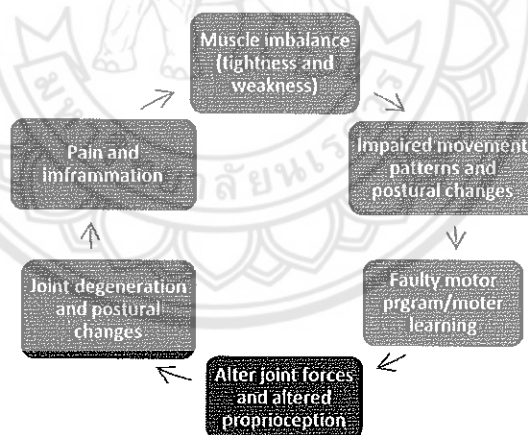 Muscle imbalance
(tightness and
weakness)
Impaired movement
patterns and
postural changes
Faulty motor
prgram/moter
learning
Alter joint forces
and altered
proprioception
Joint degeneration
and postural
changes
Pain and
imframmation